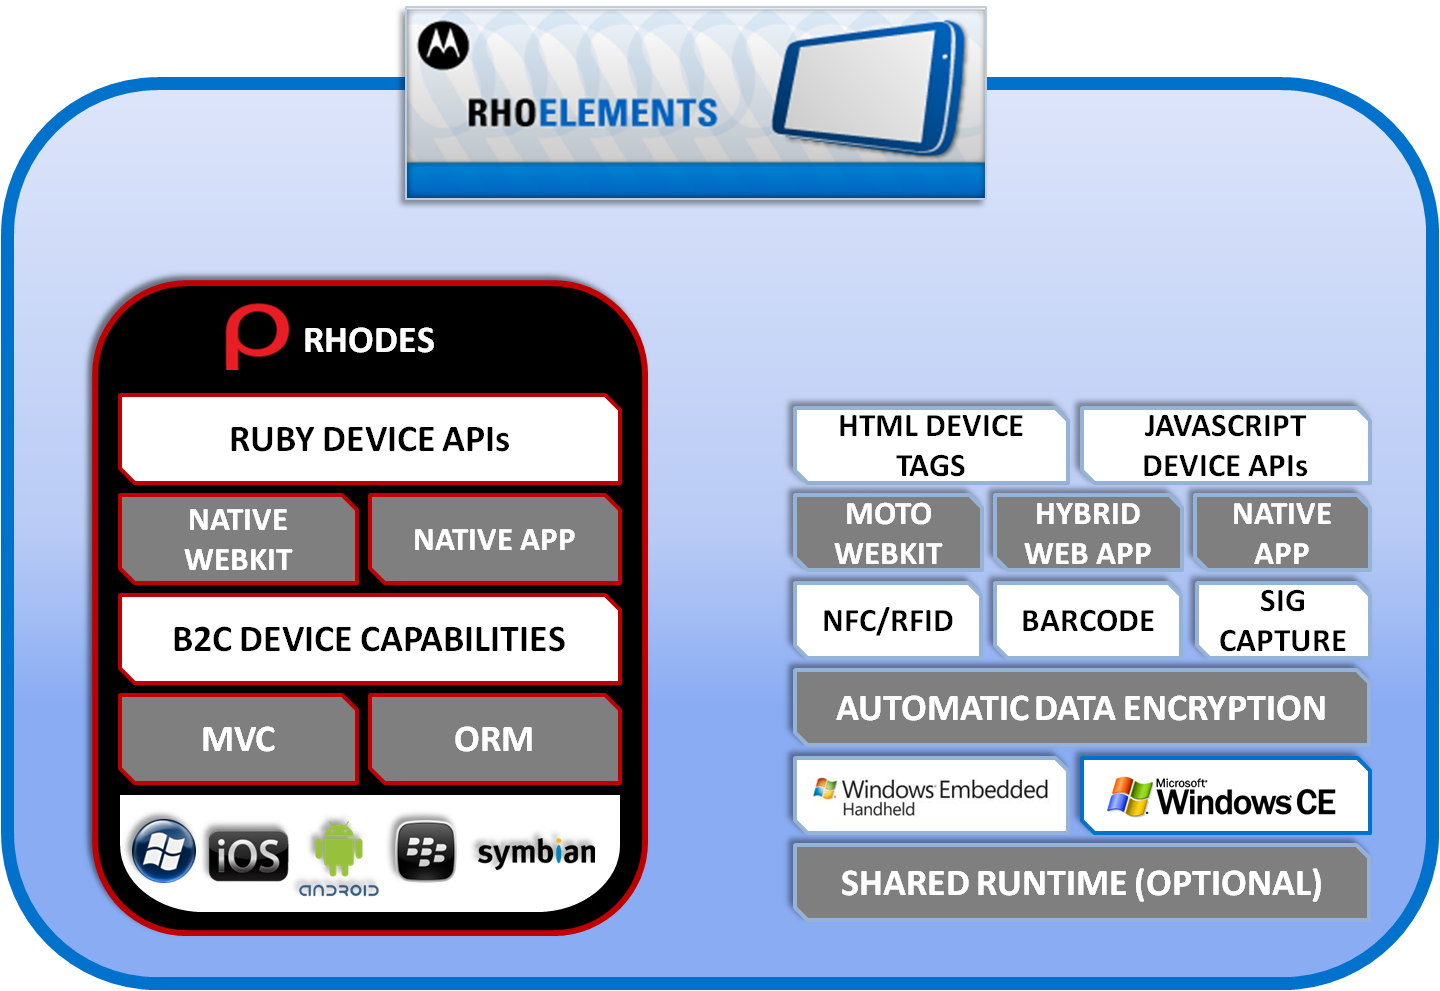 RHOELEMENTS
RHODES
RUBY DEVICE APIs
NATIVE
WEBKIT
NATIVE APP
B2C DEVICE CAPABILITIES
MVC
ORM
iOS
ANDROID
symbian
HTML DEVICE
TAGS
JAVASCRIPT
DEVICE APIs
MOTO
WEBKIT
HYBRID
WEB APP
NATIVE
APP
NFC/RFID
BARCODE
SIG
CAPTURE
AUTOMATIC DATA ENCRYPTION
Windows Embedded
Handheld
Microsoft
Windows CE
SHARED RUNTIME (OPTIONAL)